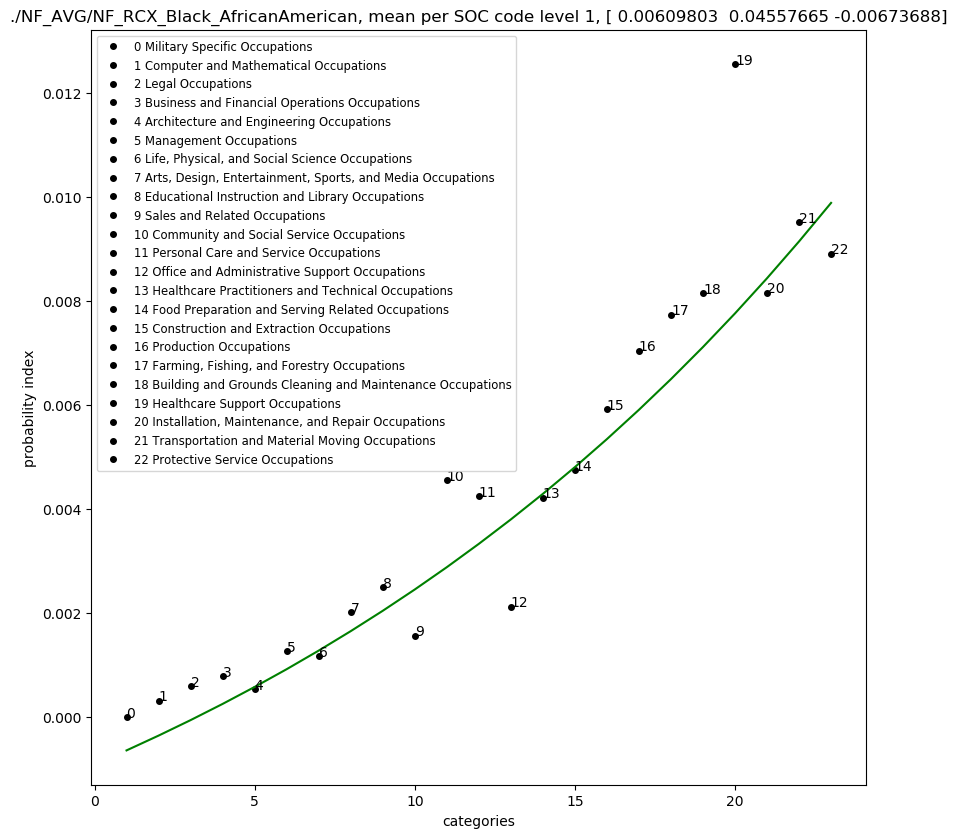 ./NF_AVG/NF_RCX_Black_AfricanAmerican, mean per SOC code level 1, [ 0.00609803  0.04557665 -0.00673688]
0 Military Specific Occupations
1 Computer and Mathematical Occupations
2 Legal Occupations
3 Business and Financial Operations Occupations
4 Architecture and Engineering Occupations
5 Management Occupations
6 Life, Physical, and Social Science Occupations
7 Arts, Design, Entertainment, Sports, and Media Occupations
8 Educational Instruction and Library Occupations
9 Sales and Related Occupations
10 Community and Social Service Occupations
11 Personal Care and Service Occupations
12 Office and Administrative Support Occupations
13 Healthcare Practitioners and Technical Occupations
14 Food Preparation and Serving Related Occupations
15 Construction and Extraction Occupations
16 Production Occupations
17 Farming, Fishing, and Forestry Occupations
18 Building and Grounds Cleaning and Maintenance Occupations
19 Healthcare Support Occupations
20 Installation, Maintenance, and Repair Occupations
21 Transportation and Material Moving Occupations
22 Protective Service Occupations
probability index
0.012
0.010
0.008
0.006
0.004
0.002
0.000
0
1
2
3
4
5
6
7
8
9
10
11
12
13
14
15
16
17
18
19
20
21
22
0
5
10
15
20
categories